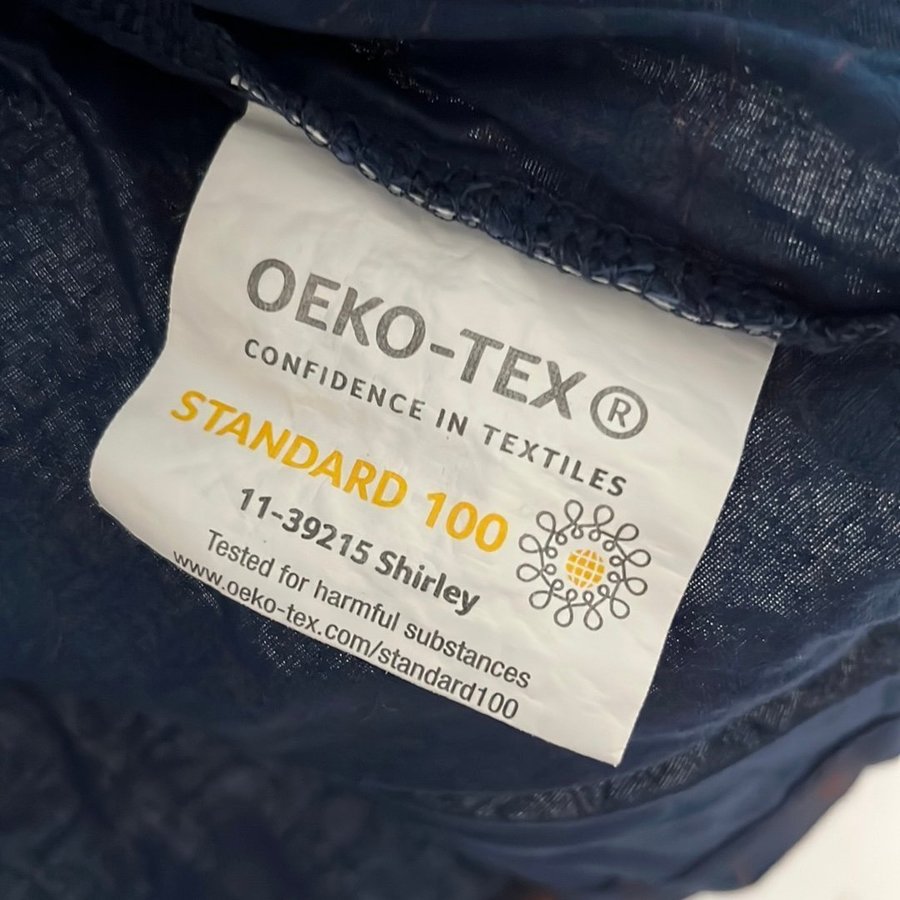 OEKO-TEX®
CONFIDENCE IN TEXTILES
STANDARD 100
11-39215 Shirley
Tested for harmful substances
www.oeko-tex.com/standard100